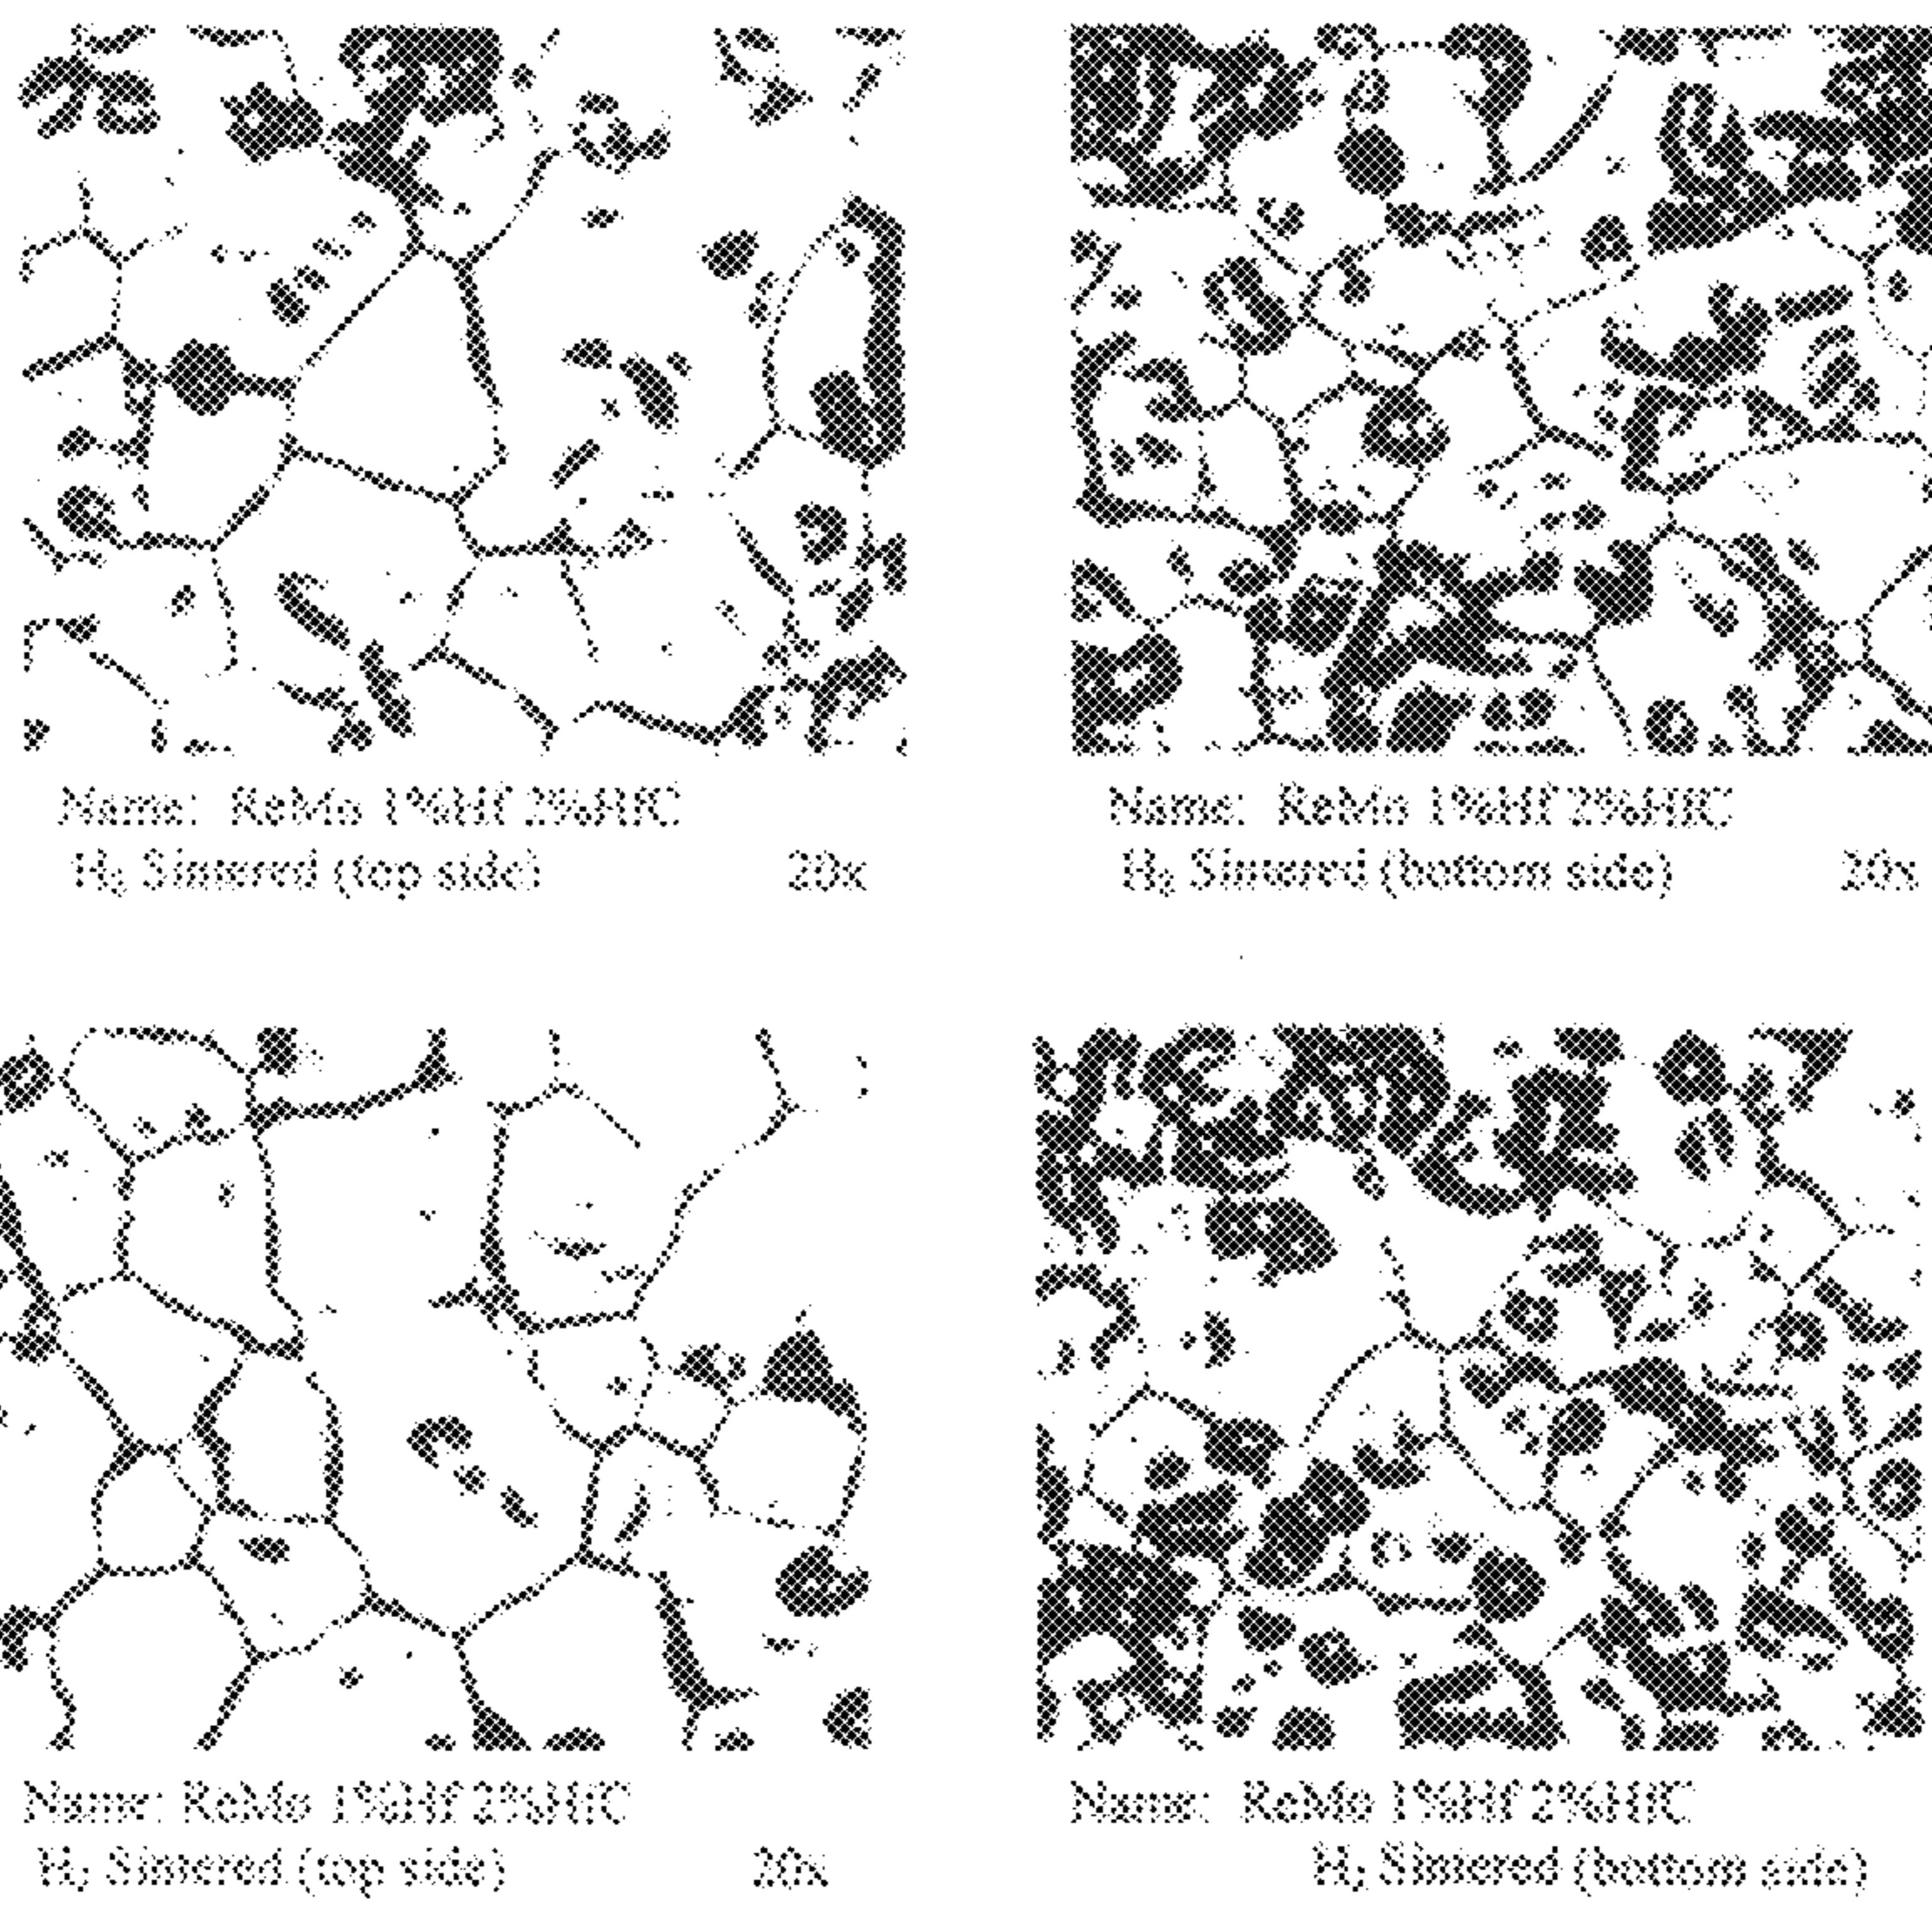 Name: ReMo 1%Hf 2%HfC
H₂ Sintered (top side) 20x
Name: ReMo 1%Hf 2%HfC
H₂ Sintered (bottom side) 20x
Name: ReMo 1%Hf 2%HfC
H₂ Sintered (top side) 20x
Name: ReMo 1%Hf 2%HfC
H₂ Sintered (bottom side)